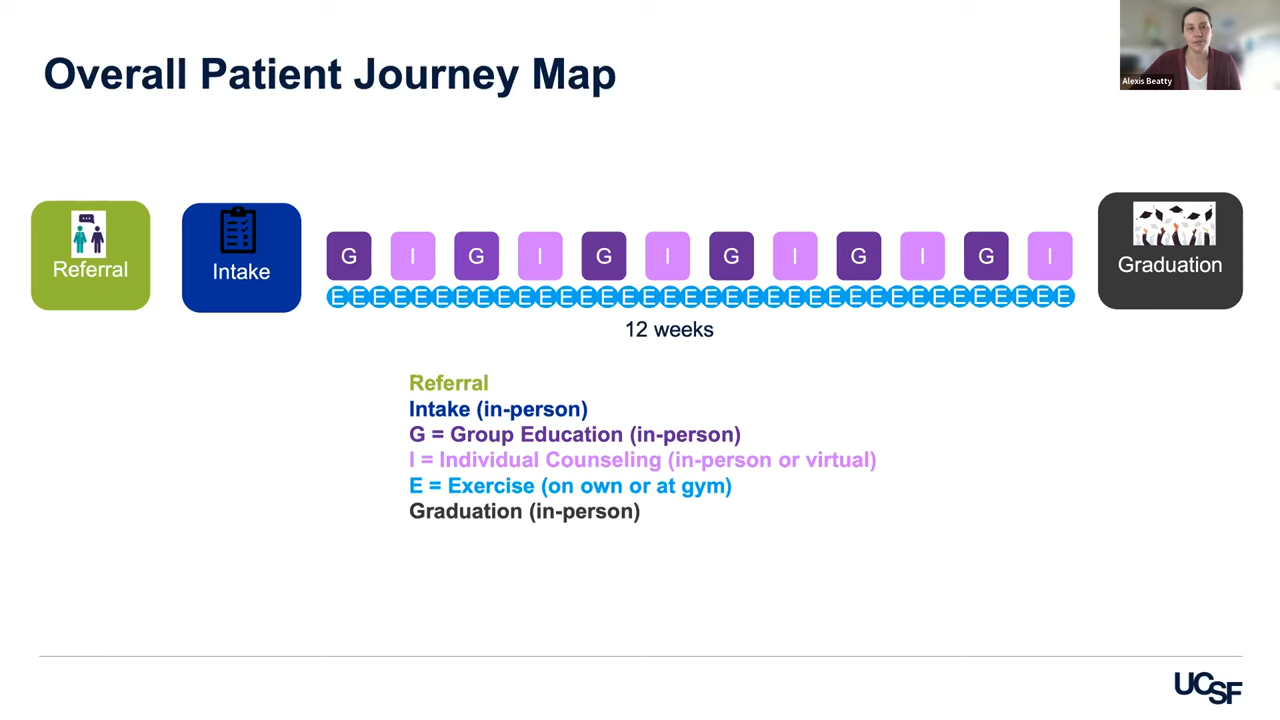 Alexis Beatty
Overall Patient Journey Map
Referral
Intake
G I G I G I G I G I G I
EEEEEEEEEEEEEEEEEEEEEEEEEEEEEEEEEEEE
12 weeks
Graduation
Referral
Intake (in-person)
G = Group Education (in-person)
I = Individual Counseling (in-person or virtual)
E = Exercise (on own or at gym)
Graduation (in-person)
UCSF